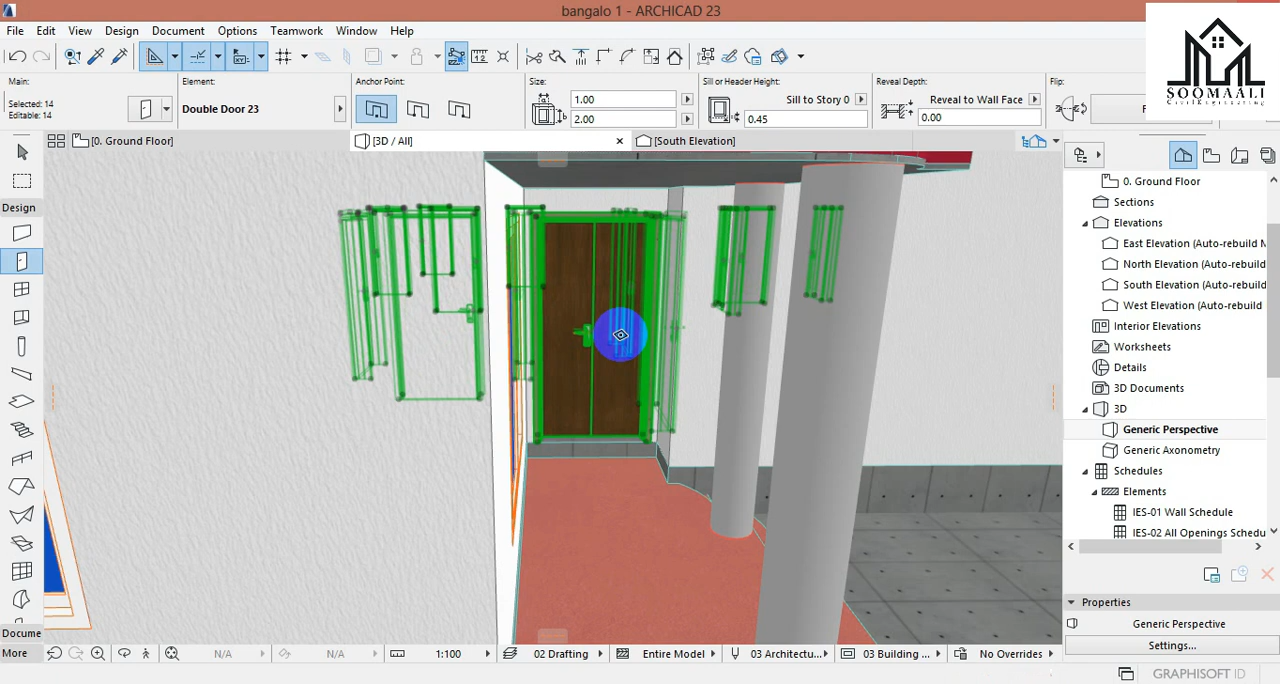 bangalo 1 - ARCHICAD 23
File Edit View Design Document Options Teamwork Window Help
SOOMAALI
Civil Engineering
Main:
Selected: 14
Editable: 14
Element:
Double Door 23
Anchor Point:
Size:
1.00
2.00
Sill or Header Height:
Sill to Story 0
0.45
Reveal Depth:
Reveal to Wall Face
0.00
Flip:
[0. Ground Floor]
[3D / All]
[South Elevation]
Design
Docume
More
0. Ground Floor
Sections
Elevations
East Elevation (Auto-rebuild M
North Elevation (Auto-rebuild
South Elevation (Auto-rebuild
West Elevation (Auto-rebuild
Interior Elevations
Worksheets
Details
3D Documents
3D
Generic Perspective
Generic Axonometry
Schedules
Elements
IES-01 Wall Schedule
IES-02 All Openings Schedu
Properties
Generic Perspective
Settings...
N/A
N/A
1:100
02 Drafting
Entire Model
03 Architectu...
03 Building ...
No Overrides
GRAPHISOFT ID